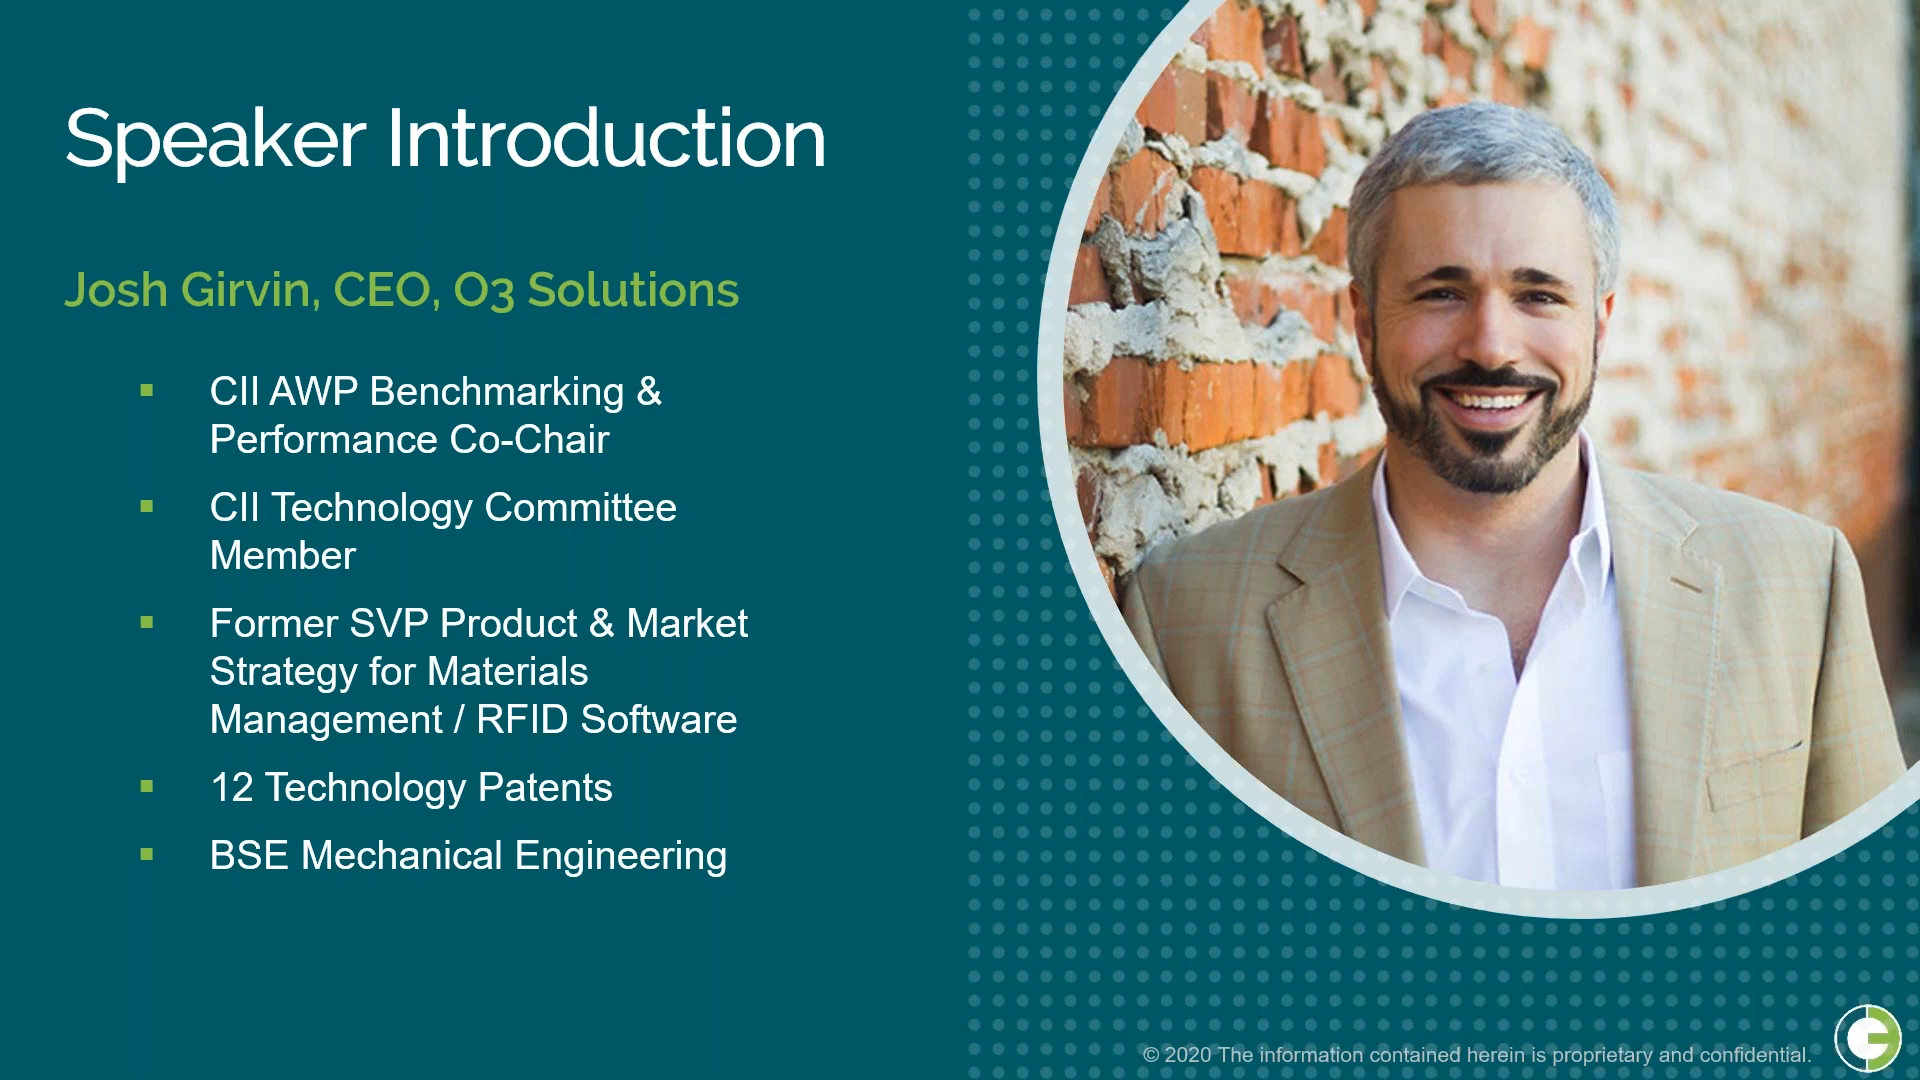 Speaker Introduction
Josh Girvin, CEO, O3 Solutions
▪ CII AWP Benchmarking &
Performance Co-Chair
▪ CII Technology Committee
Member
▪ Former SVP Product & Market
Strategy for Materials
Management / RFID Software
▪ 12 Technology Patents
▪ BSE Mechanical Engineering
© 2020 The information contained herein is proprietary and confidential.